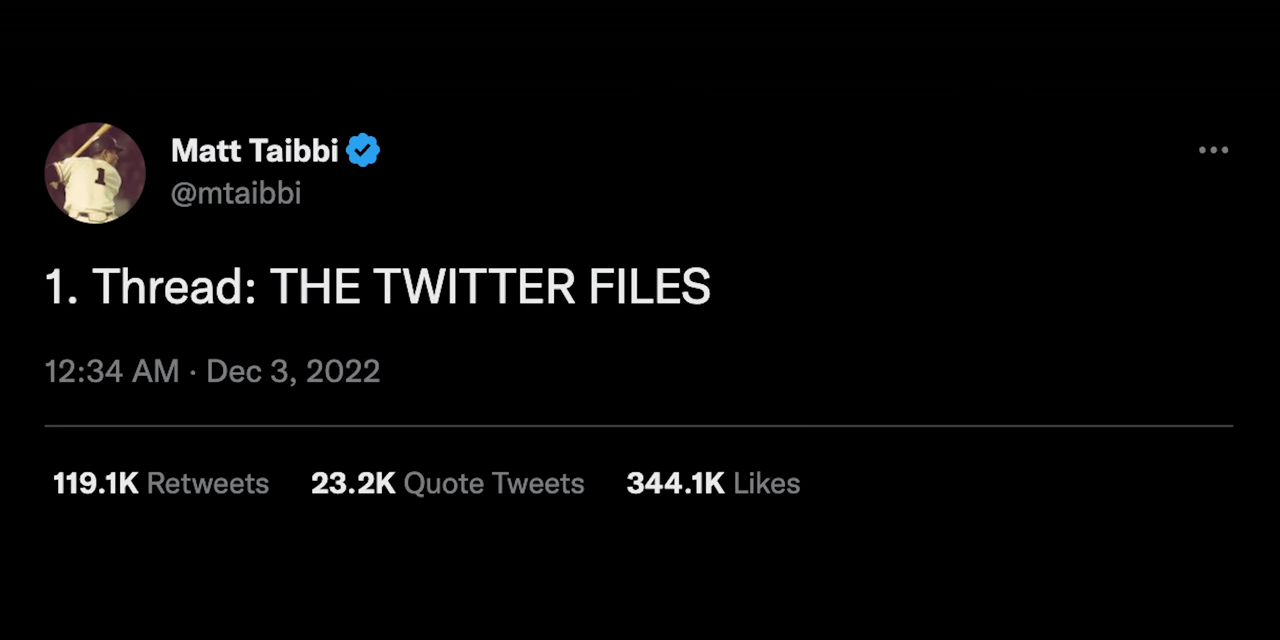 Matt Taibbi
@mtaibbi
1. Thread: THE TWITTER FILES
12:34 AM · Dec 3, 2022
119.1K Retweets 23.2K Quote Tweets 344.1K Likes
1